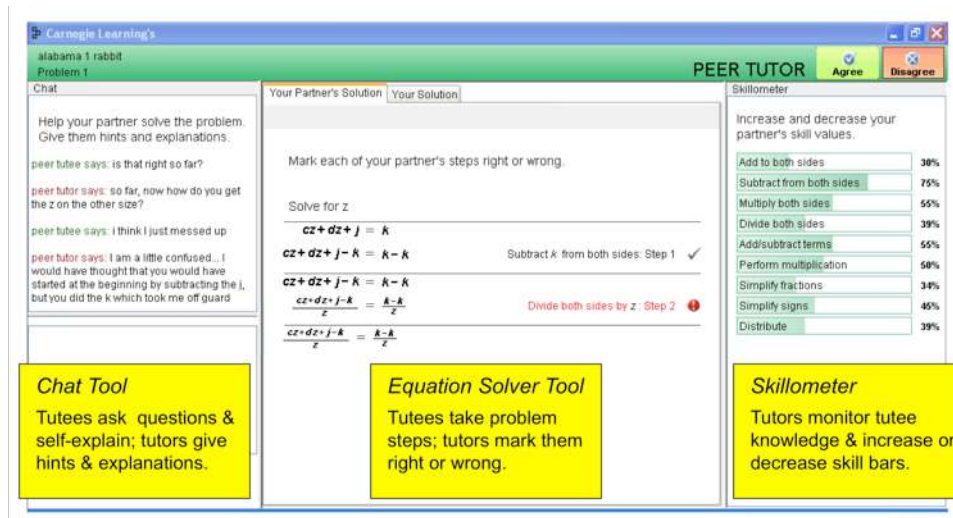 Carnegie Learning's
alabama 1 rabbit
Problem 1
PEER TUTOR
Agree
Disagree
Chat
Help your partner solve the problem.
Give them hints and explanations.
peer tutee says: is that right so far?
peer tutor says: so far, now how do you get
the z on the other size?
peer tutee says: i think I just messed up
peer tutor says: I am a little confused... I
would have thought that you would have
started at the beginning by subtracting the j,
but you did the k which took me off guard
Your Partner's Solution
Your Solution
Mark each of your partner's steps right or wrong.
Solve for z
cz + dz + j = k
cz + dz + j - k = k - k
Subtract k from both sides: Step 1
cz + dz + j - k = k - k
cz+dz+j-k / z = k-k / z
Divide both sides by z : Step 2
cz+dz+j-k / z = k-k / z
Skillometer
Increase and decrease your
partner's skill values.
Add to both sides 30%
Subtract from both sides 75%
Multiply both sides 55%
Divide both sides 39%
Add/subtract terms 55%
Perform multiplication 50%
Simplify fractions 34%
Simplify signs 45%
Distribute 39%
Chat Tool
Tutees ask questions &
self-explain; tutors give
hints & explanations.
Equation Solver Tool
Tutees take problem
steps; tutors mark them
right or wrong.
Skillometer
Tutors monitor tutee
knowledge & increase or
decrease skill bars.